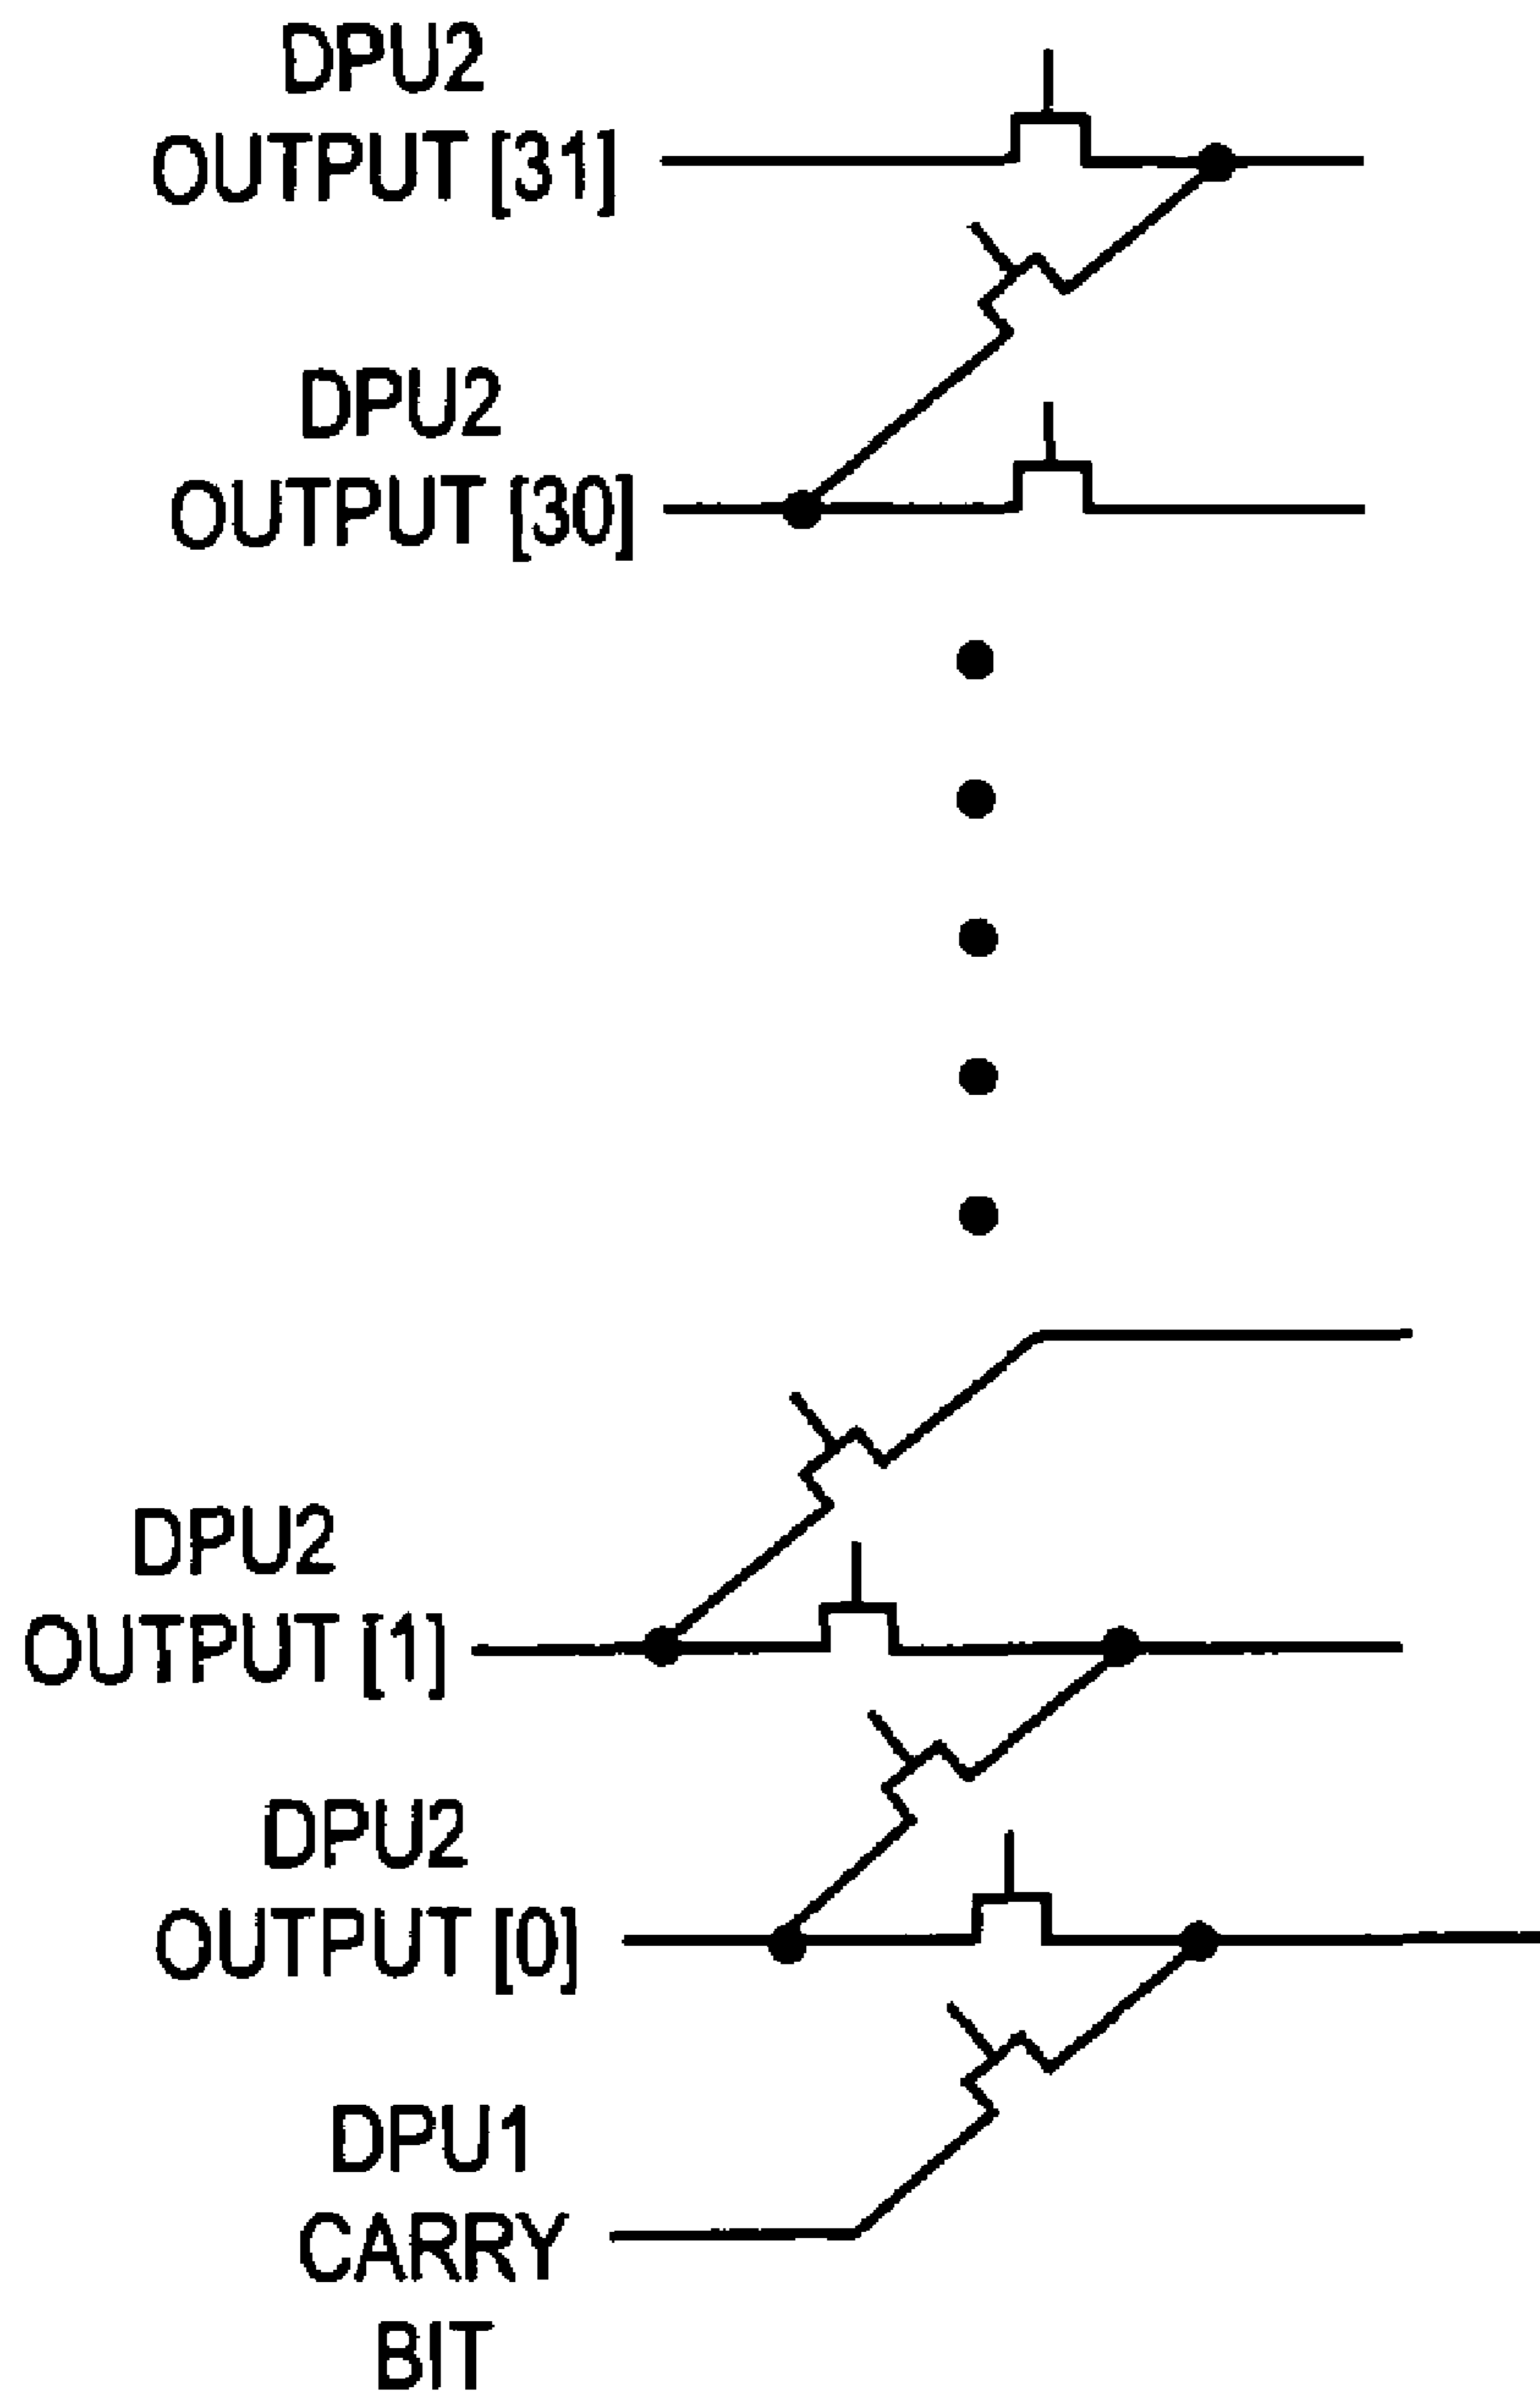 DPU2
OUTPUT [31]
DPU2
OUTPUT [30]
DPU2
OUTPUT [1]
DPU2
OUTPUT [0]
DPU1
CARRY
BIT